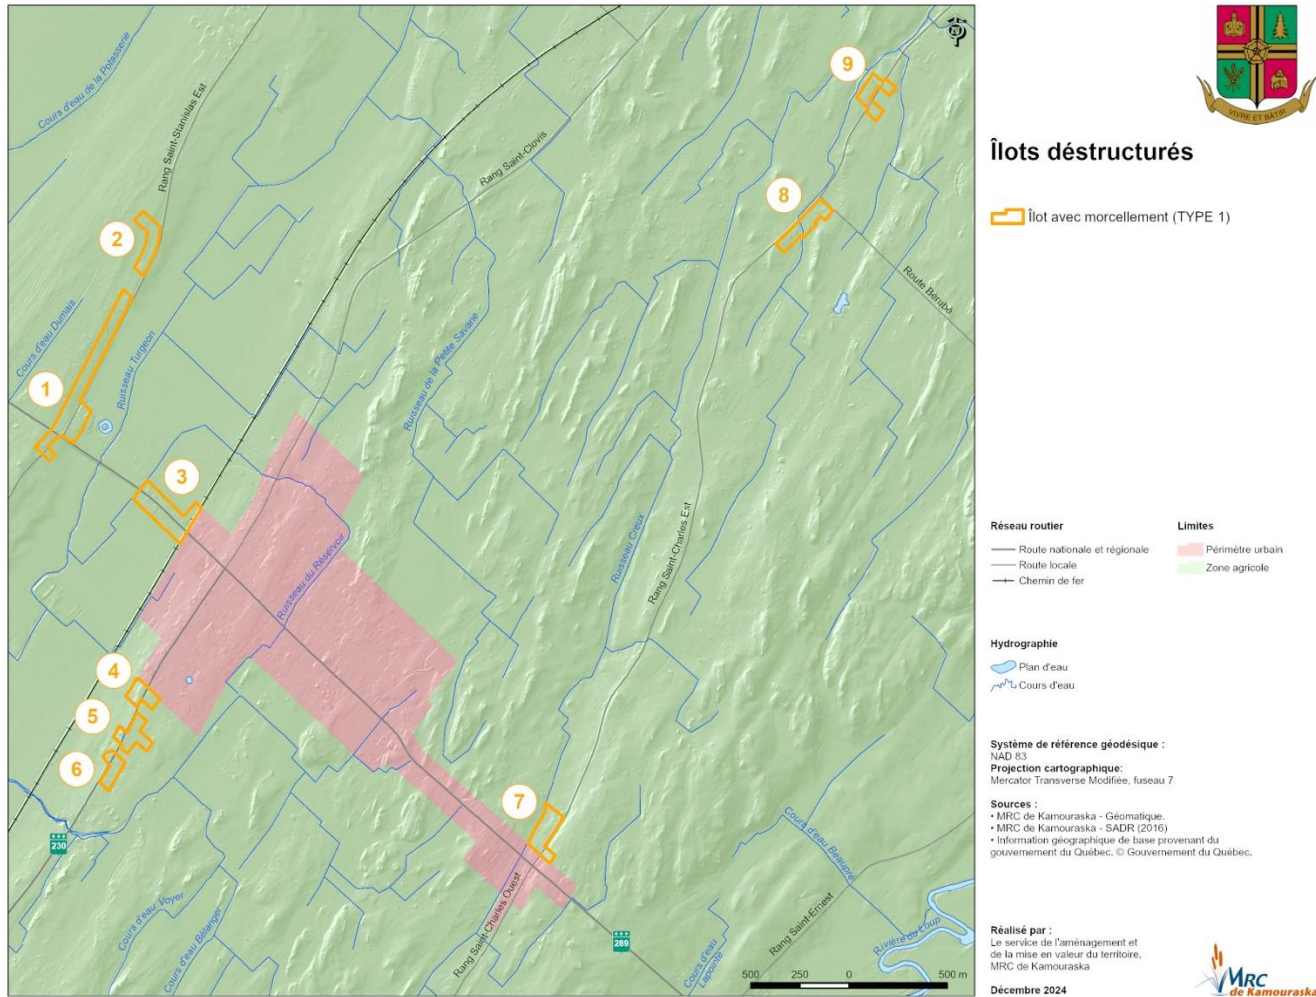 Cours d'eau de la Potasserie
Rang Saint-Stanislas Est
Rang Saint-Clovis
9
8
2
Route Bérubé
Cours d'eau Dumais
Ruisseau Turgeon
Ruisseau de la Petite Savane
1
3
Ruisseau du Réservoir
Ruisseau Creux
Rang Saint-Charles Est
4
5
6
7
230
Cours d'eau Voyer
Cours d'eau Bélanger
Rang Saint-Charles Ouest
289
Cours d'eau Beaupré
Rang Saint-Ernest
Rivière du Loup
Cours d'eau
Lapointe
500 250 0 500 m
N
VIVRE ET BÂTIR
Îlots déstructurés
Îlot avec morcellement (TYPE 1)
Réseau routier
Route nationale et régionale
Route locale
Chemin de fer
Limites
Périmètre urbain
Zone agricole
Hydrographie
Plan d'eau
Cours d'eau
Système de référence géodésique :
NAD 83
Projection cartographique:
Mercator Transverse Modifiée, fuseau 7
Sources :
• MRC de Kamouraska - Géomatique.
• MRC de Kamouraska - SADR (2016)
• Information géographique de base provenant du
gouvernement du Québec. © Gouvernement du Québec.
Réalisé par :
Le service de l'aménagement et
de la mise en valeur du territoire,
MRC de Kamouraska
Décembre 2024
MRC
de Kamouraska